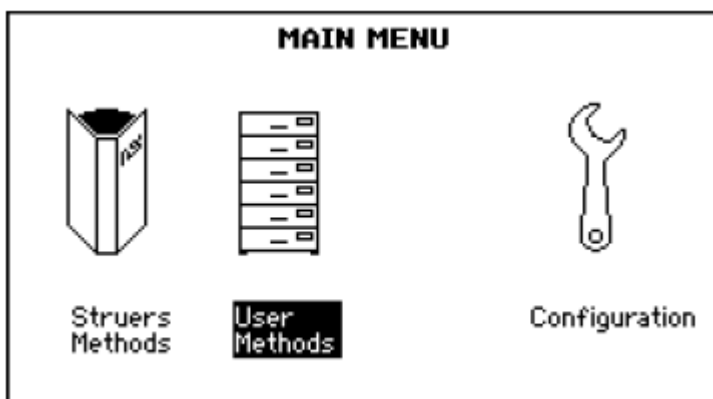 MAIN MENU
Struers
Methods
User
Methods
Configuration